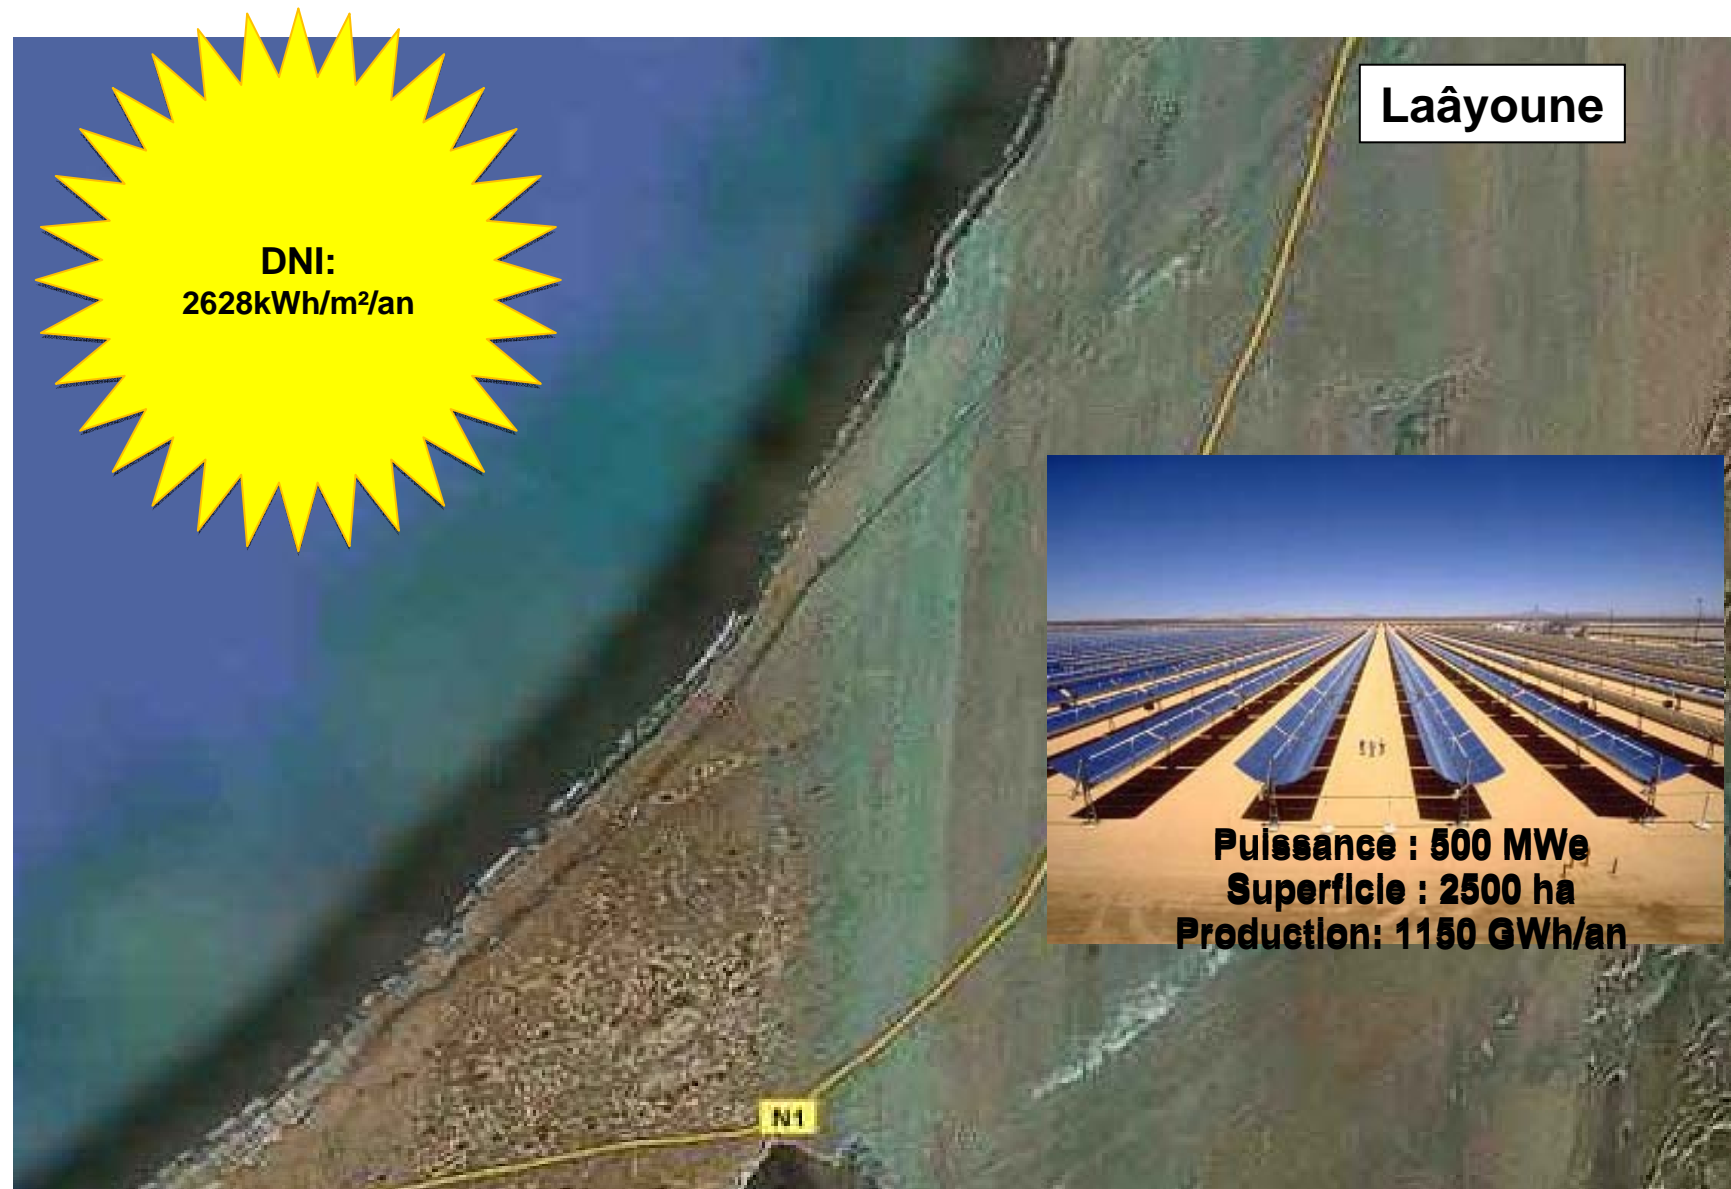 Laâyoune
DNI:
2628kWh/m²/an
Puissance : 500 MWe
Superficie : 2500 ha
Production: 1150 GWh/an
N1